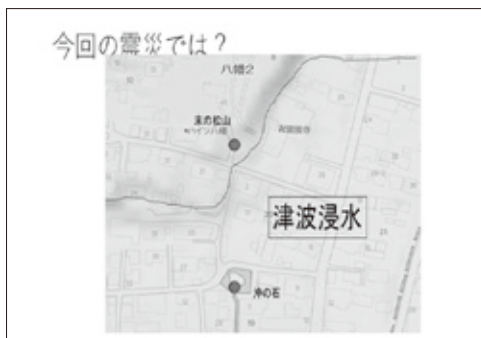 今回の震災では？
八幡2
末の松山
津波浸水
沖の石